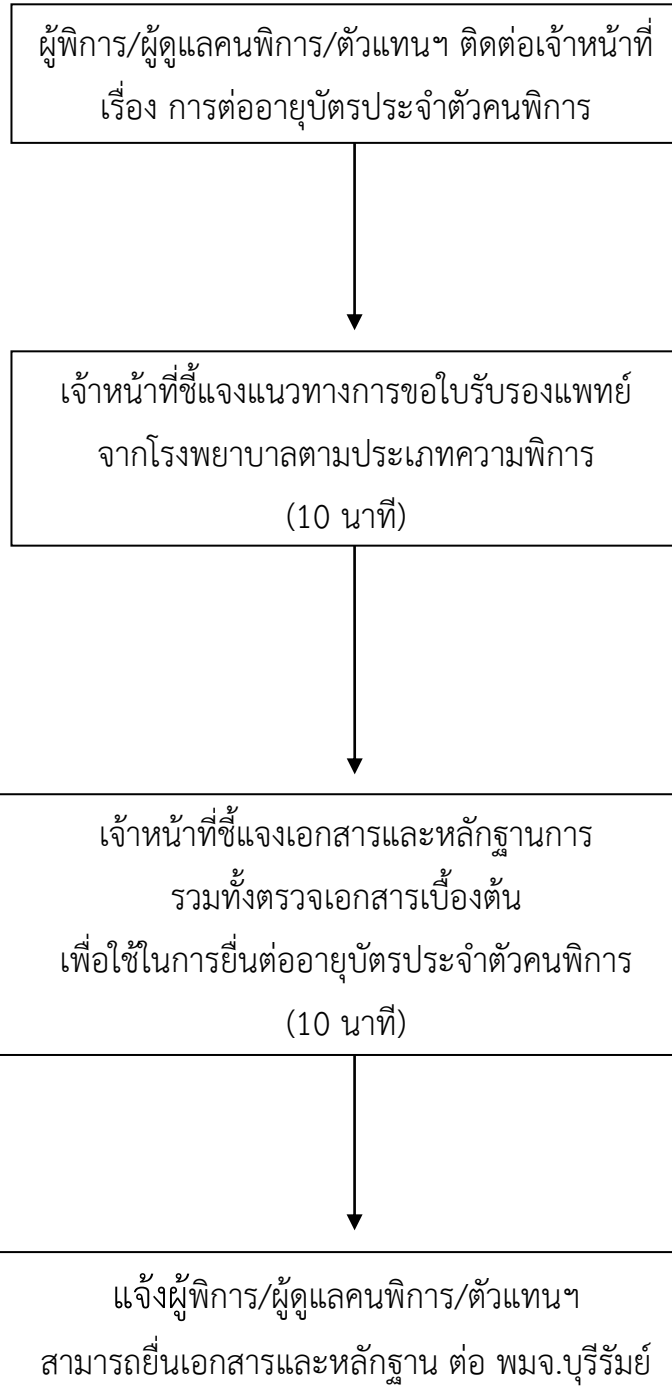 ผู้พิการ/ผู้ดูแลคนพิการ/ตัวแทนฯ ติดต่อเจ้าหน้าที่
เรื่อง การต่ออายุบัตรประจำตัวคนพิการ
เจ้าหน้าที่ชี้แจงแนวทางการขอใบรับรองแพทย์
จากโรงพยาบาลตามประเภทความพิการ
(10 นาที)
เจ้าหน้าที่ชี้แจงเอกสารและหลักฐานการ
รวมทั้งตรวจเอกสารเบื้องต้น
เพื่อใช้ในการยื่นต่ออายุบัตรประจำตัวคนพิการ
(10 นาที)
แจ้งผู้พิการ/ผู้ดูแลคนพิการ/ตัวแทนฯ
สามารถยื่นเอกสารและหลักฐาน ต่อ พมจ.บุรีรัมย์